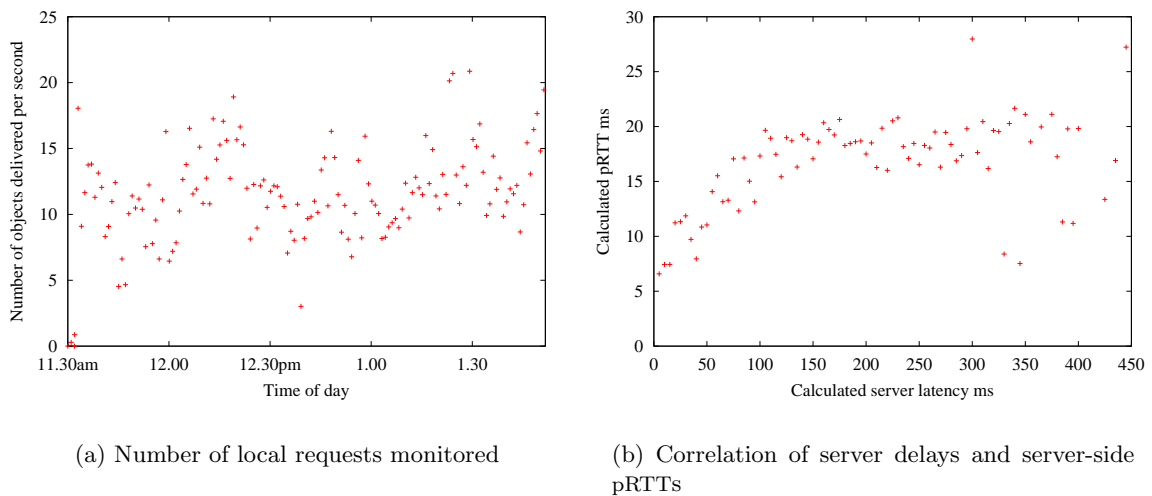 25
20
15
10
5
0
Number of objects delivered per second
11.30am
12.00
12.30pm
1.00
1.30
Time of day
(a) Number of local requests monitored
30
25
20
15
10
5
0
Calculated pRTT ms
0
50
100
150
200
250
300
350
400
450
Calculated server latency ms
(b) Correlation of server delays and server-side
pRTTs